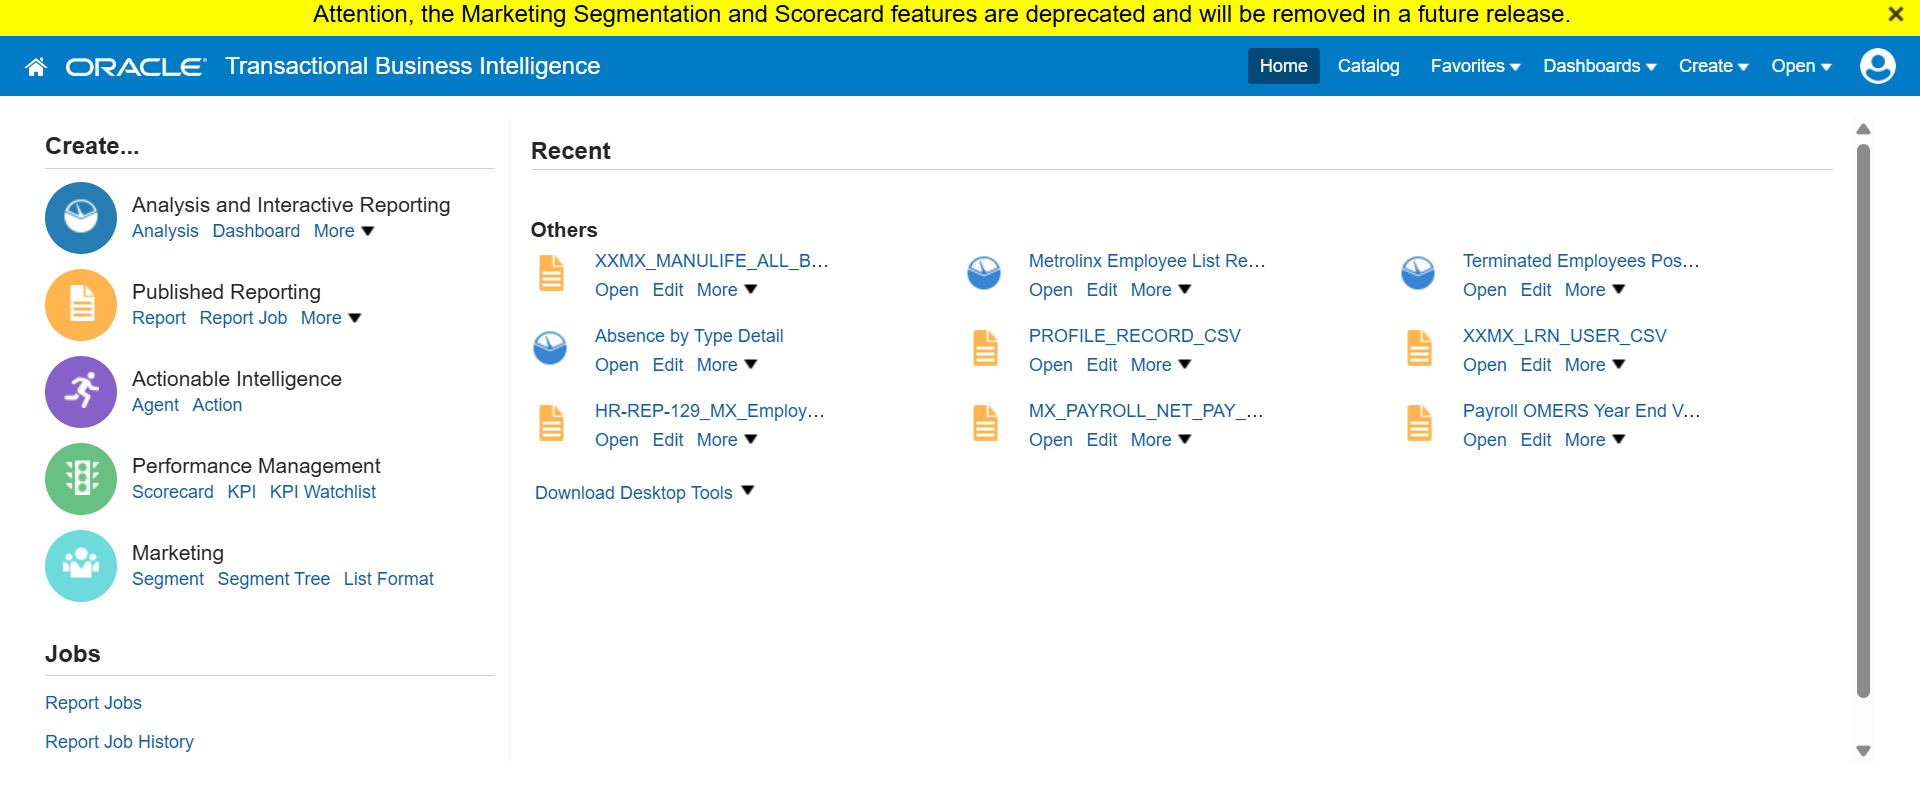 Attention, the Marketing Segmentation and Scorecard features are deprecated and will be removed in a future release.
ORACLE Transactional Business Intelligence Home Catalog Favorites Dashboards Create Open
Create...
Analysis and Interactive Reporting
Analysis Dashboard More
Published Reporting
Report Report Job More
Actionable Intelligence
Agent Action
Performance Management
Scorecard KPI KPI Watchlist
Marketing
Segment Segment Tree List Format
Jobs
Report Jobs
Report Job History
Recent
Others
XXMX_MANULIFE_ALL_B... Metrolinx Employee List Re... Terminated Employees Pos...
Open Edit More Open Edit More Open Edit More
Absence by Type Detail PROFILE_RECORD_CSV XXMX_LRN_USER_CSV
Open Edit More Open Edit More Open Edit More
HR-REP-129_MX_Employ... MX_PAYROLL_NET_PAY_... Payroll OMERS Year End V...
Open Edit More Open Edit More Open Edit More
Download Desktop Tools